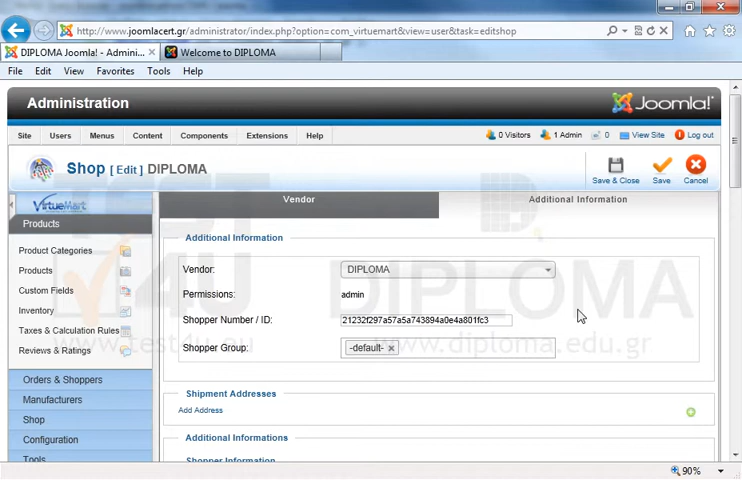 http://www.joomlacert.gr/administrator/index.php?option=com_virtuemart&view=user&task=editshop
DIPLOMA Joomla! - Admini...
Welcome to DIPLOMA
File Edit View Favorites Tools Help
Administration
Joomla!
Site Users Menus Content Components Extensions Help
0 Visitors 1 Admin 0 View Site Log out
Shop [ Edit ] DIPLOMA
Save & Close Save Cancel
VirtueMart
Vendor
Additional Information
Products
Product Categories
Products
Custom Fields
Inventory
Taxes & Calculation Rules
Reviews & Ratings
Orders & Shoppers
Manufacturers
Shop
Configuration
Tools
Additional Information
Vendor: DIPLOMA
Permissions: admin
Shopper Number / ID: 21232f297a57a5a743894a0e4a801fc3
Shopper Group: -default-
Shipment Addresses
Add Address
Additional Informations
Shopper Information
TEST
4U
www.test4u.eu
DIPLOMA
www.diploma.edu.gr
90%